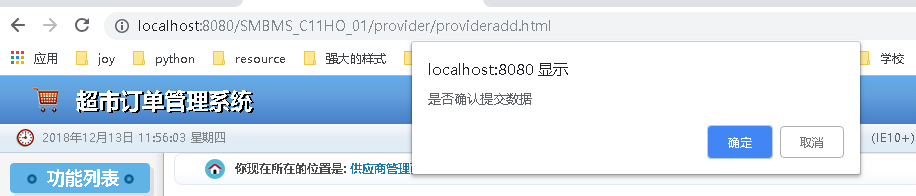 localhost:8080/SMBMS_C11HO_01/provider/provideradd.html
应用 joy python resource 强大的样式 学校
localhost:8080 显示
是否确认提交数据
确定 取消
超市订单管理系统
2018年12月13日 11:56:03 星期四 (IE10+)
功能列表 你现在所在的位置是: 供应商管理